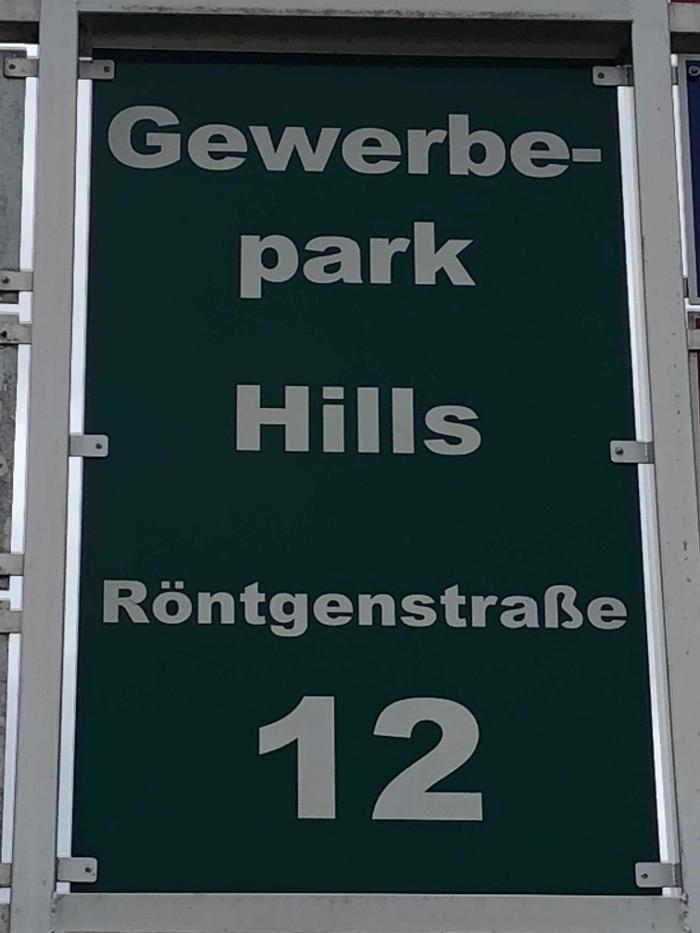 Gewerbe-
park
Hills
Röntgenstraße
12